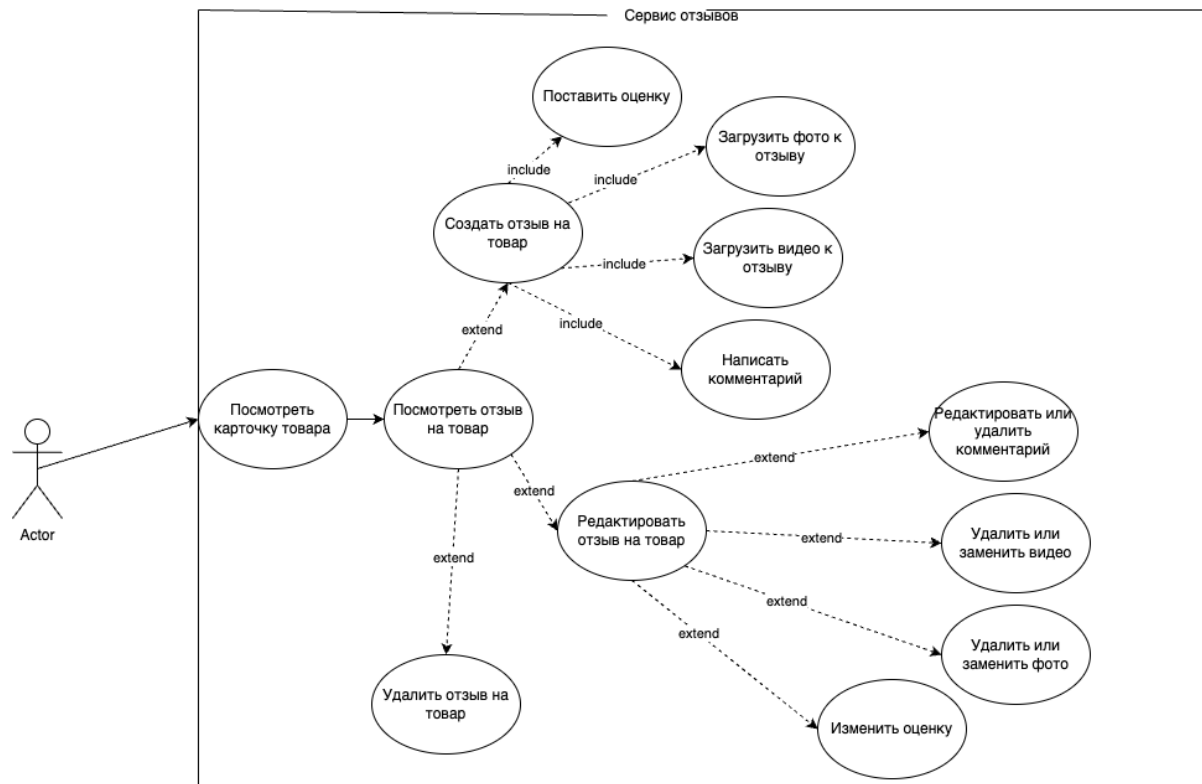 Сервис отзывов
Поставить оценку
include
Загрузить фото к
отзыву
include
Создать отзыв на
товар
include
Загрузить видео к
отзыву
include
Написать
комментарий
extend
Посмотреть
карточку товара
Посмотреть отзыв
на товар
Actor
extend
Редактировать
отзыв на товар
extend
Редактировать или
удалить
комментарий
extend
Удалить или
заменить видео
extend
Удалить или
заменить фото
extend
Изменить оценку
extend
Удалить отзыв на
товар